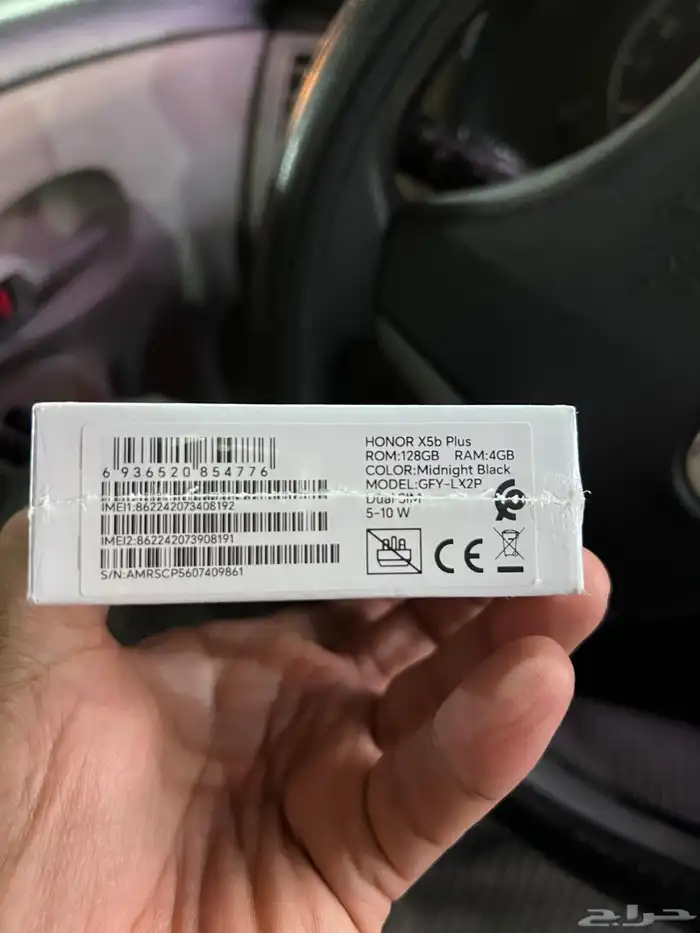 6 936520 854776
IMEI1:862242073408192
IMEI2:862242073908191
S/N:AMRSCP5607409861
HONOR X5b Plus
ROM:128GB RAM:4GB
COLOR:Midnight Black
MODEL:GFY-LX2P
Dual SIM
5-10 W
CE
حراج